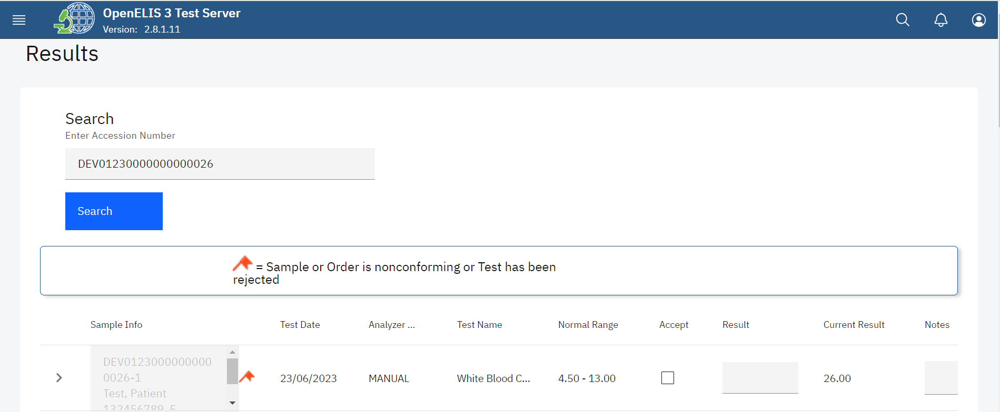 OpenELIS 3 Test Server
Version: 2.8.1.11
Results
Search
Enter Accession Number
DEV01230000000000026
Search
= Sample or Order is nonconforming or Test has been
rejected
Sample Info Test Date Analyzer ... Test Name Normal Range Accept Result Current Result Notes
DEV0123000000000
0026-1
Test, Patient
132456789, F
23/06/2023 MANUAL White Blood C... 4.50 - 13.00 26.00